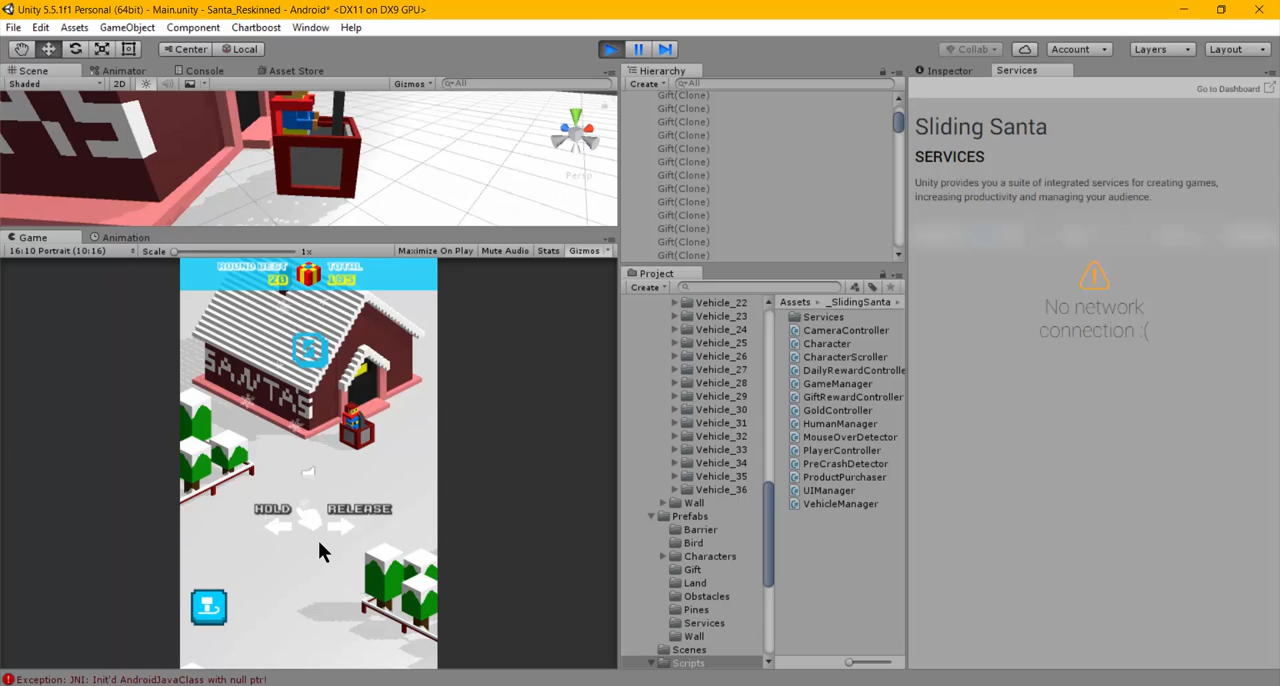 Unity 5.5.1f1 Personal (64bit) - Main.unity - Santa_Reskinned - Android* <DX11 on DX9 GPU>
File Edit Assets GameObject Component Chartboost Window Help
Center Local Collab Account Layers Layout
Scene Animator Console Asset Store
Shaded 2D Gizmos All
Persp
Game Animation
16:10 Portrait (10:16) Scale 1x Maximize On Play Mute Audio Stats Gizmos
ROUND BEST TOTAL
20 185
SANTA'S
HOLD RELEASE
Hierarchy
Create All
Gift(Clone)
Gift(Clone)
Gift(Clone)
Gift(Clone)
Gift(Clone)
Gift(Clone)
Gift(Clone)
Gift(Clone)
Gift(Clone)
Gift(Clone)
Gift(Clone)
Gift(Clone)
Gift(Clone)
Project
Create
Vehicle_22
Vehicle_23
Vehicle_24
Vehicle_25
Vehicle_26
Vehicle_27
Vehicle_28
Vehicle_29
Vehicle_30
Vehicle_31
Vehicle_32
Vehicle_33
Vehicle_34
Vehicle_35
Vehicle_36
Wall
Prefabs
Barrier
Bird
Characters
Gift
Land
Obstacles
Pines
Services
Wall
Scenes
Scripts
Assets _SlidingSanta
Services
CameraController
Character
CharacterScroller
DailyRewardControlle
GameManager
GiftRewardController
GoldController
HumanManager
MouseOverDetector
PlayerController
PreCrashDetector
ProductPurchaser
UIManager
VehicleManager
Inspector Services
Go to Dashboard
Sliding Santa
SERVICES
Unity provides you a suite of integrated services for creating games,
increasing productivity and managing your audience.
No network
connection :(
Exception: JNI: Init'd AndroidJavaClass with null ptr!